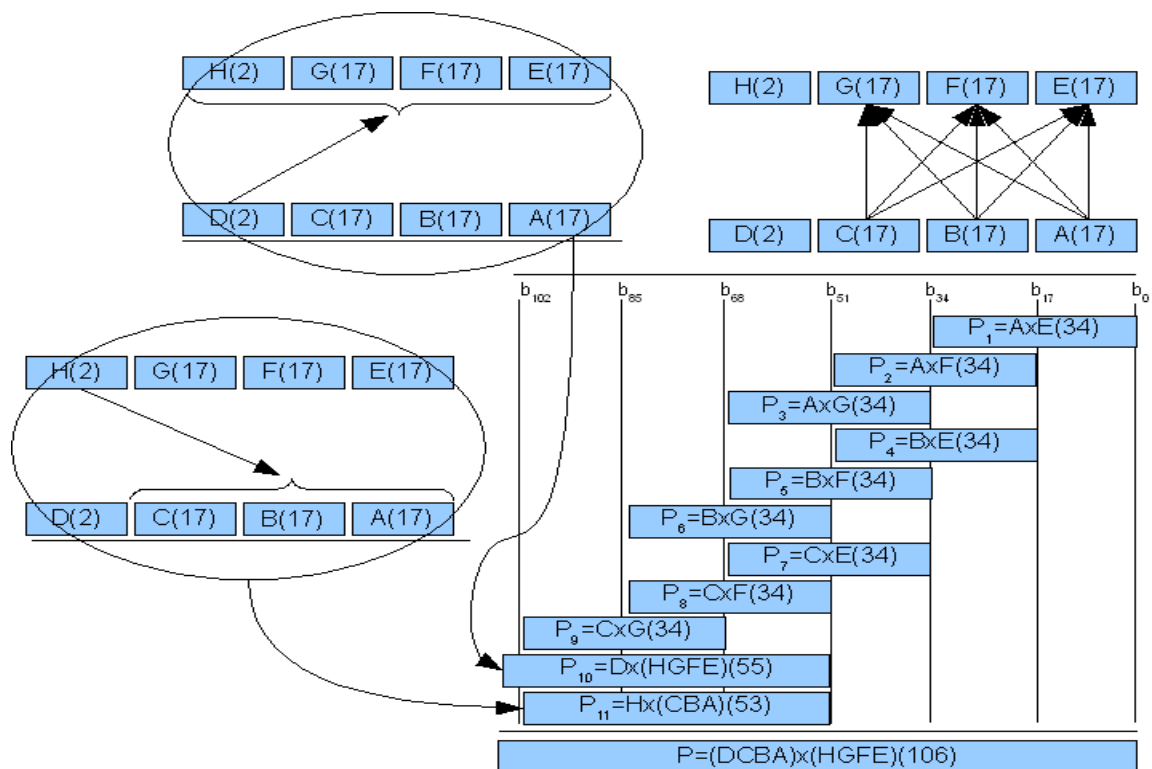 H(2) G(17) F(17) E(17)
D(2) C(17) B(17) A(17)
H(2) G(17) F(17) E(17)
D(2) C(17) B(17) A(17)
b₁₀₂ b₈₅ b₆₈ b₅₁ b₃₄ b₁₇ b₀
H(2) G(17) F(17) E(17)
D(2) C(17) B(17) A(17)
P₁=AxE(34)
P₂=AxF(34)
P₃=AxG(34)
P₄=BxE(34)
P₅=BxF(34)
P₆=BxG(34)
P₇=CxE(34)
P₈=CxF(34)
P₉=CxG(34)
P₁₀=Dx(HGFE)(55)
P₁₁=Hx(CBA)(53)
P=(DCBA)x(HGFE)(106)